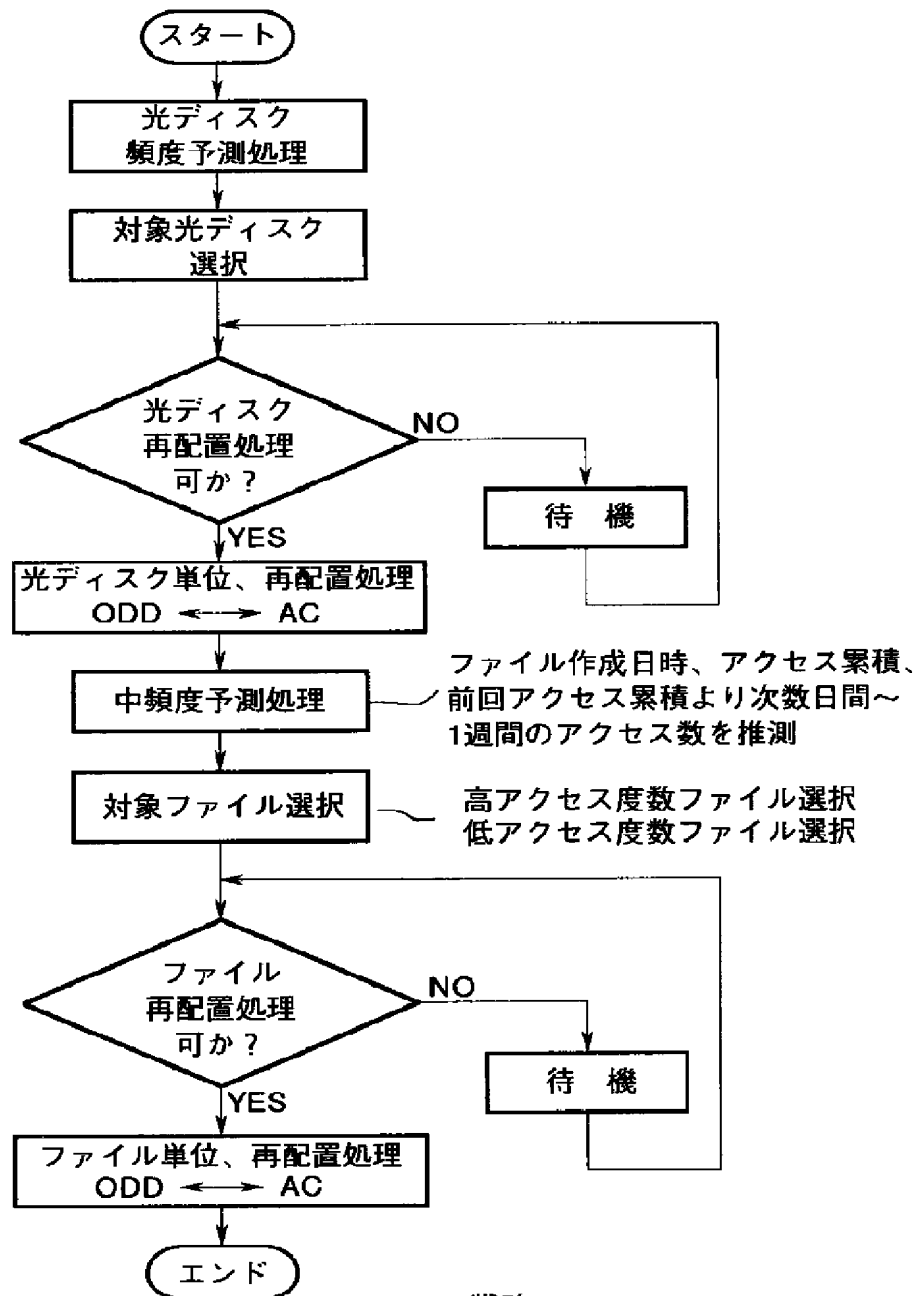 スタート
光ディスク
頻度予測処理
対象光ディスク
選択
光ディスク
再配置処理
可か？
NO
待　機
YES
光ディスク単位、再配置処理
ODD ←→ AC
中頻度予測処理
ファイル作成日時、アクセス累積、
前回アクセス累積より次数日間～
1週間のアクセス数を推測
対象ファイル選択
高アクセス度数ファイル選択
低アクセス度数ファイル選択
ファイル
再配置処理
可か？
NO
待　機
YES
ファイル単位、再配置処理
ODD ←→ AC
エンド